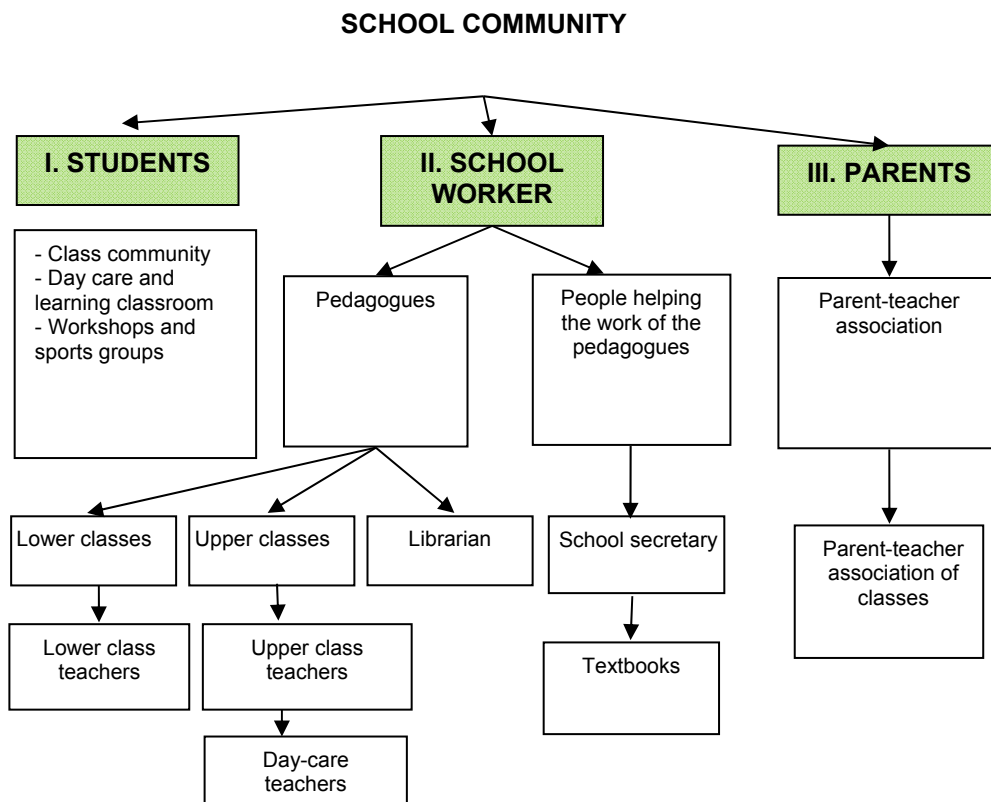 SCHOOL COMMUNITY
I. STUDENTS
II. SCHOOL
WORKER
III. PARENTS
- Class community
- Day care and
learning classroom
- Workshops and
sports groups
Pedagogues
People helping
the work of the
pedagogues
Parent-teacher
association
Lower classes
Upper classes
Librarian
School secretary
Parent-teacher
association of
classes
Lower class
teachers
Upper class
teachers
Textbooks
Day-care
teachers